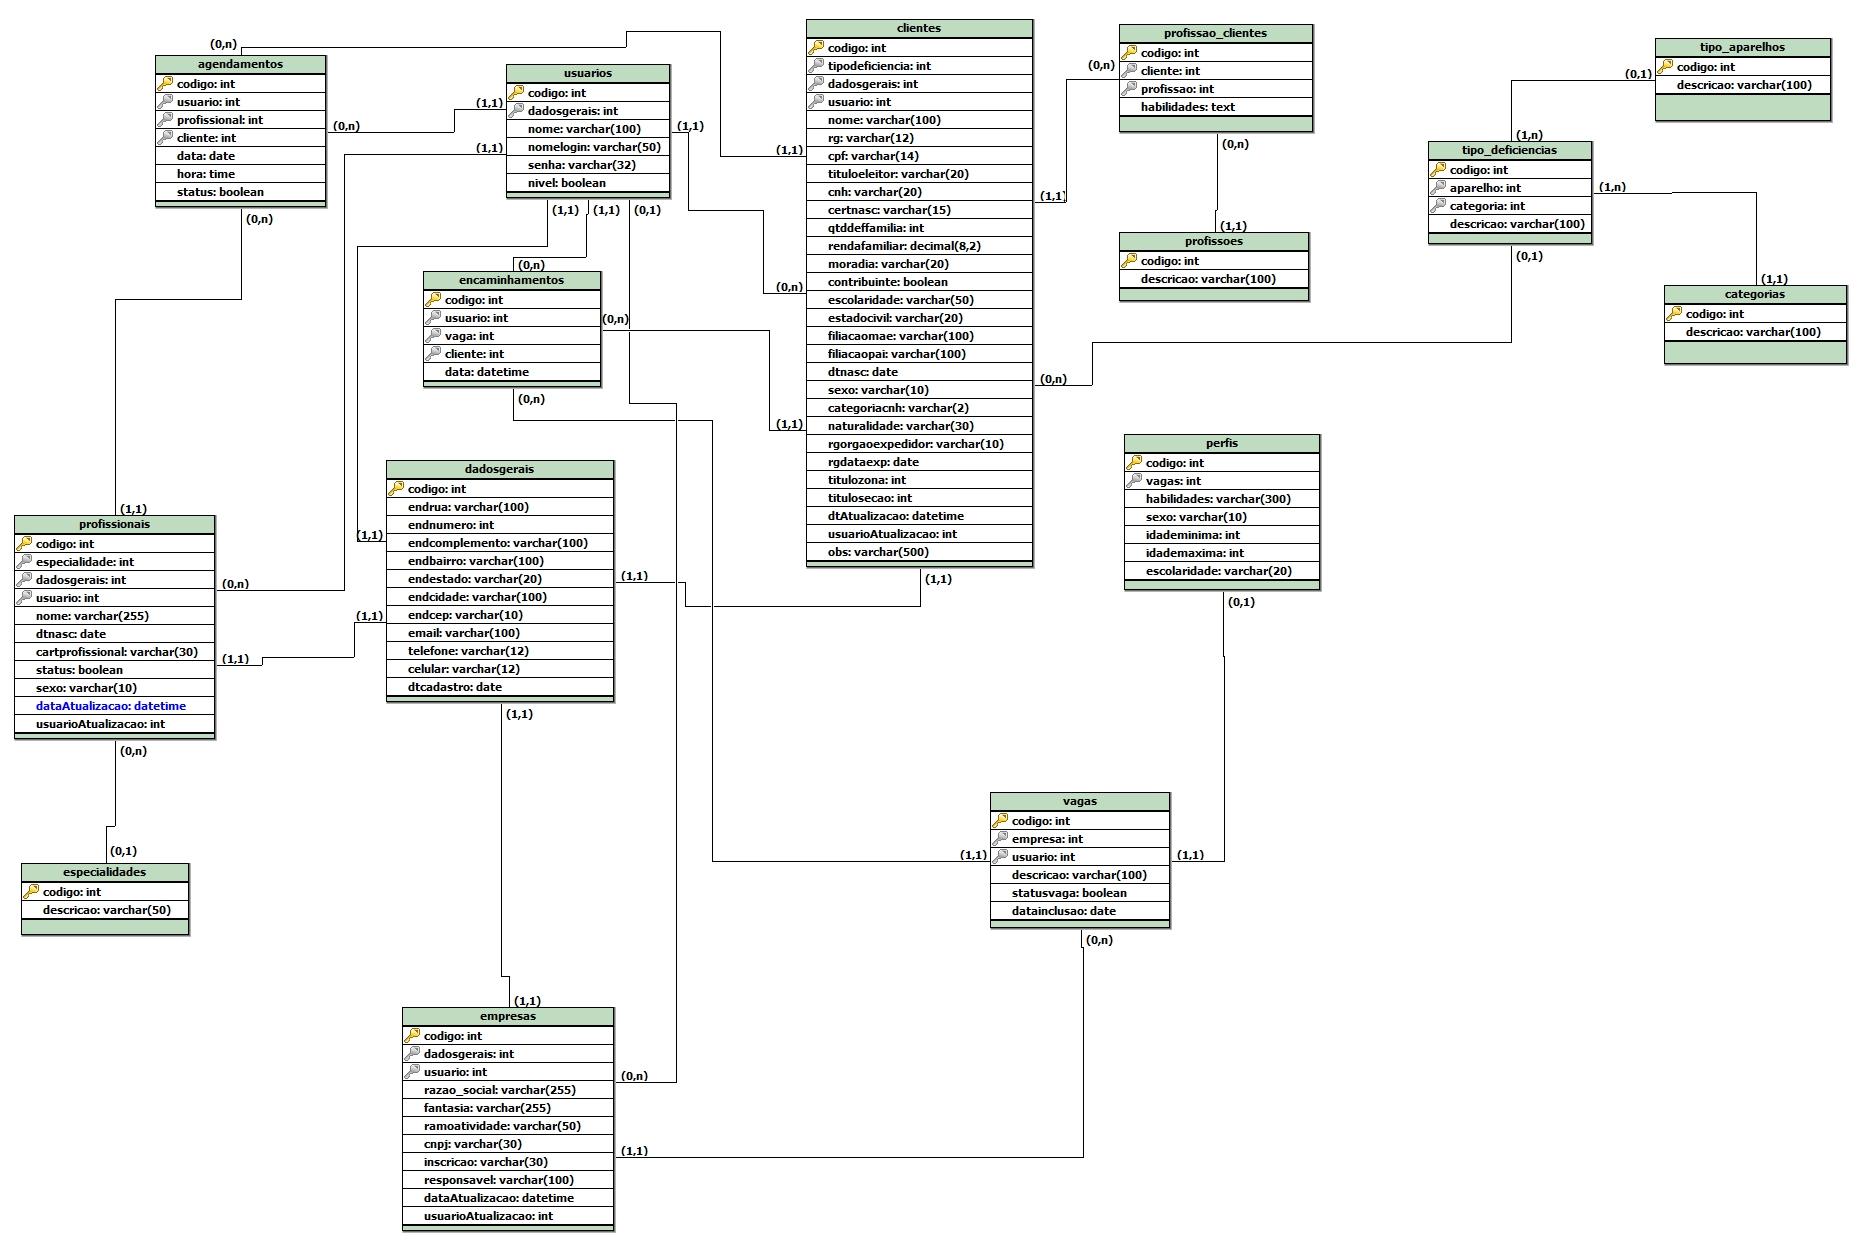 (0,n)
agendamentos
codigo: int
usuario: int
profissional: int
cliente: int
data: date
hora: time
status: boolean
(0,n)
(0,n)
usuarios
codigo: int
dadosgerais: int
nome: varchar(100)
nomelogin: varchar(50)
senha: varchar(32)
nivel: boolean
(1,1)
(1,1)
(1,1)
(1,1)
(1,1)
(0,1)
clientes
codigo: int
tipodeficiencia: int
dadosgerais: int
usuario: int
nome: varchar(100)
rg: varchar(12)
cpf: varchar(14)
tituloeleitor: varchar(20)
cnh: varchar(20)
certnasc: varchar(15)
qtddeffamilia: int
rendafamiliar: decimal(8,2)
moradia: varchar(20)
contribuinte: boolean
escolaridade: varchar(50)
estadocivil: varchar(20)
filiacaomae: varchar(100)
filiacaopai: varchar(100)
dtnasc: date
sexo: varchar(10)
categoriacnh: varchar(2)
naturalidade: varchar(30)
rgorgaoexpedidor: varchar(10)
rgdataexp: date
titulozona: int
titulosecao: int
dtAtualizacao: datetime
usuarioAtualizacao: int
obs: varchar(500)
(1,1)
(0,n)
(1,1)
(1,1)
(0,n)
(1,1)
profissao_clientes
codigo: int
cliente: int
profissao: int
habilidades: text
(0,n)
(0,n)
(1,1)
profissoes
codigo: int
descricao: varchar(100)
tipo_aparelhos
codigo: int
descricao: varchar(100)
(0,1)
(1,n)
tipo_deficiencias
codigo: int
aparelho: int
categoria: int
descricao: varchar(100)
(1,n)
(0,1)
(1,1)
categorias
codigo: int
descricao: varchar(100)
(0,n)
encaminhamentos
codigo: int
usuario: int
vaga: int
cliente: int
data: datetime
(0,n)
(0,n)
dadosgerais
codigo: int
endrua: varchar(100)
endnumero: int
endcomplemento: varchar(100)
endbairro: varchar(100)
endestado: varchar(20)
endcidade: varchar(100)
endcep: varchar(10)
email: varchar(100)
telefone: varchar(12)
celular: varchar(12)
dtcadastro: date
(1,1)
(1,1)
(1,1)
(1,1)
perfis
codigo: int
vagas: int
habilidades: varchar(300)
sexo: varchar(10)
idademinima: int
idademaxima: int
escolaridade: varchar(20)
(0,1)
(1,1)
profissionais
codigo: int
especialidade: int
dadosgerais: int
usuario: int
nome: varchar(255)
dtnasc: date
cartprofissional: varchar(30)
status: boolean
sexo: varchar(10)
dataAtualizacao: datetime
usuarioAtualizacao: int
(0,n)
(1,1)
(0,n)
(0,1)
especialidades
codigo: int
descricao: varchar(50)
vagas
codigo: int
empresa: int
usuario: int
descricao: varchar(100)
statusvaga: boolean
datainclusao: date
(1,1)
(1,1)
(0,n)
(1,1)
empresas
codigo: int
dadosgerais: int
usuario: int
razao_social: varchar(255)
fantasia: varchar(255)
ramoatividade: varchar(50)
cnpj: varchar(30)
inscricao: varchar(30)
responsavel: varchar(100)
dataAtualizacao: datetime
usuarioAtualizacao: int
(0,n)
(1,1)